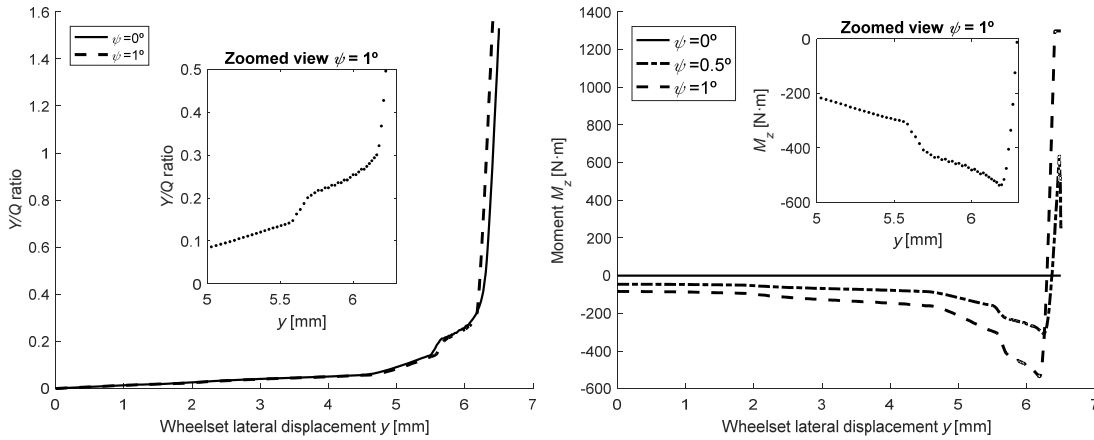 1.6
1.4
1.2
1
0.8
0.6
0.4
0.2
0
0 1 2 3 4 5 6 7
Y/Q ratio
Wheelset lateral displacement y [mm]
ψ=0º
ψ=1º
Zoomed view ψ = 1º
0.5
0.4
0.3
0.2
0.1
0
5 5.5 6
Y/Q ratio
y [mm]
1400
1200
1000
800
600
400
200
0
-200
-400
-600
0 1 2 3 4 5 6 7
Moment Mz [N·m]
Wheelset lateral displacement y [mm]
ψ=0º
ψ=0.5º
ψ=1º
Zoomed view ψ = 1º
0
-200
-400
-600
5 5.5 6
Mz [N·m]
y [mm]